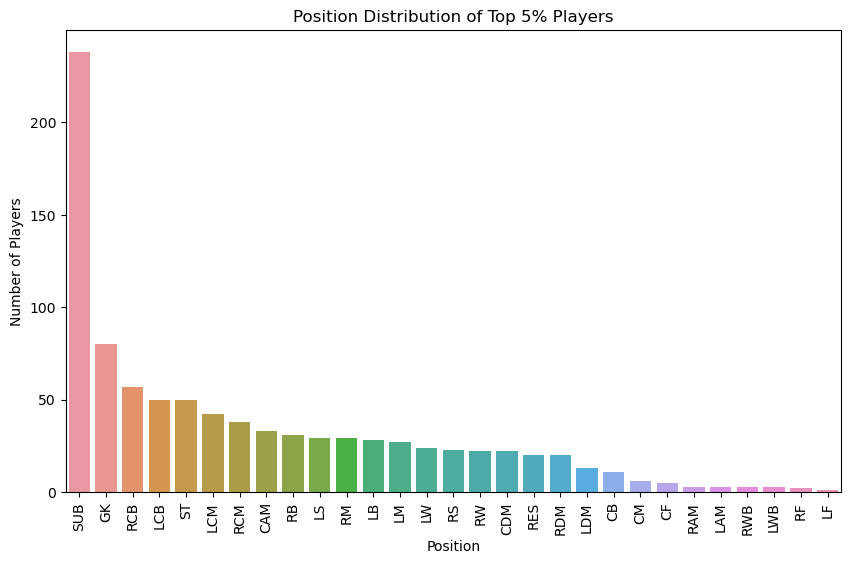 Position Distribution of Top 5% Players
Number of Players
200
150
100
50
0
SUB GK RCB LCB ST LCM RCM CAM RB LS RM LB LM LW RS RW CDM RES RDM LDM CB CM CF RAM LAM RWB LWB RF LF
Position